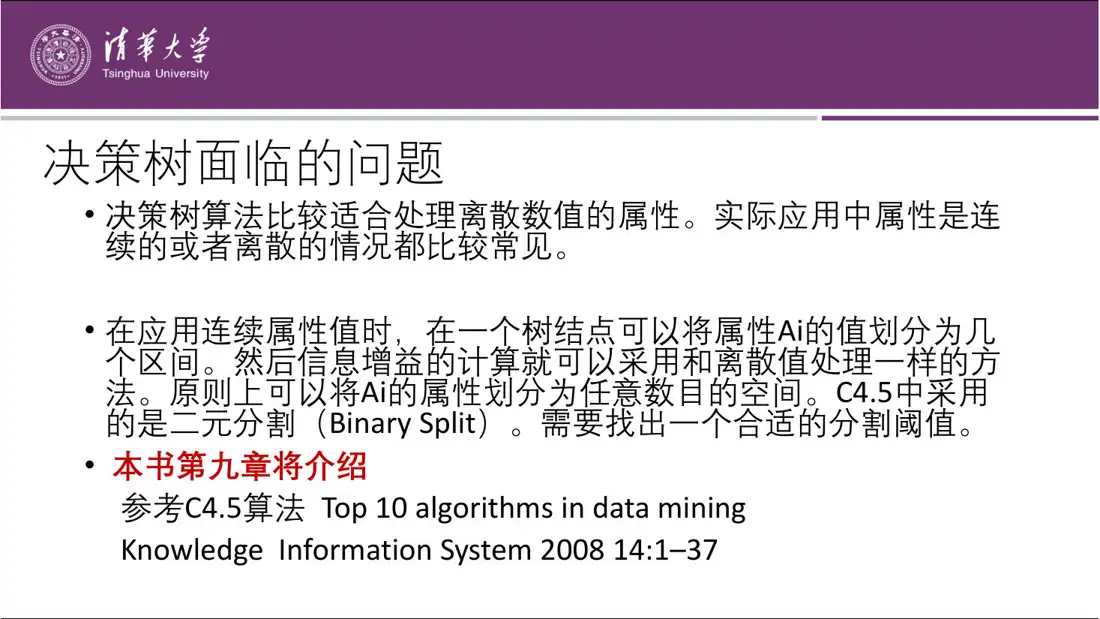 清華大学
Tsinghua University
决策树面临的问题
• 决策树算法比较适合处理离散数值的属性。实际应用中属性是连
续的或者离散的情况都比较常见。
• 在应用连续属性值时，在一个树结点可以将属性Ai的值划分为几
个区间。然后信息增益的计算就可以采用和离散值处理一样的方
法。原则上可以将Ai的属性划分为任意数目的空间。C4.5中采用
的是二元分割（Binary Split）。需要找出一个合适的分割阈值。
• 本书第九章将介绍
参考C4.5算法 Top 10 algorithms in data mining
Knowledge Information System 2008 14:1–37